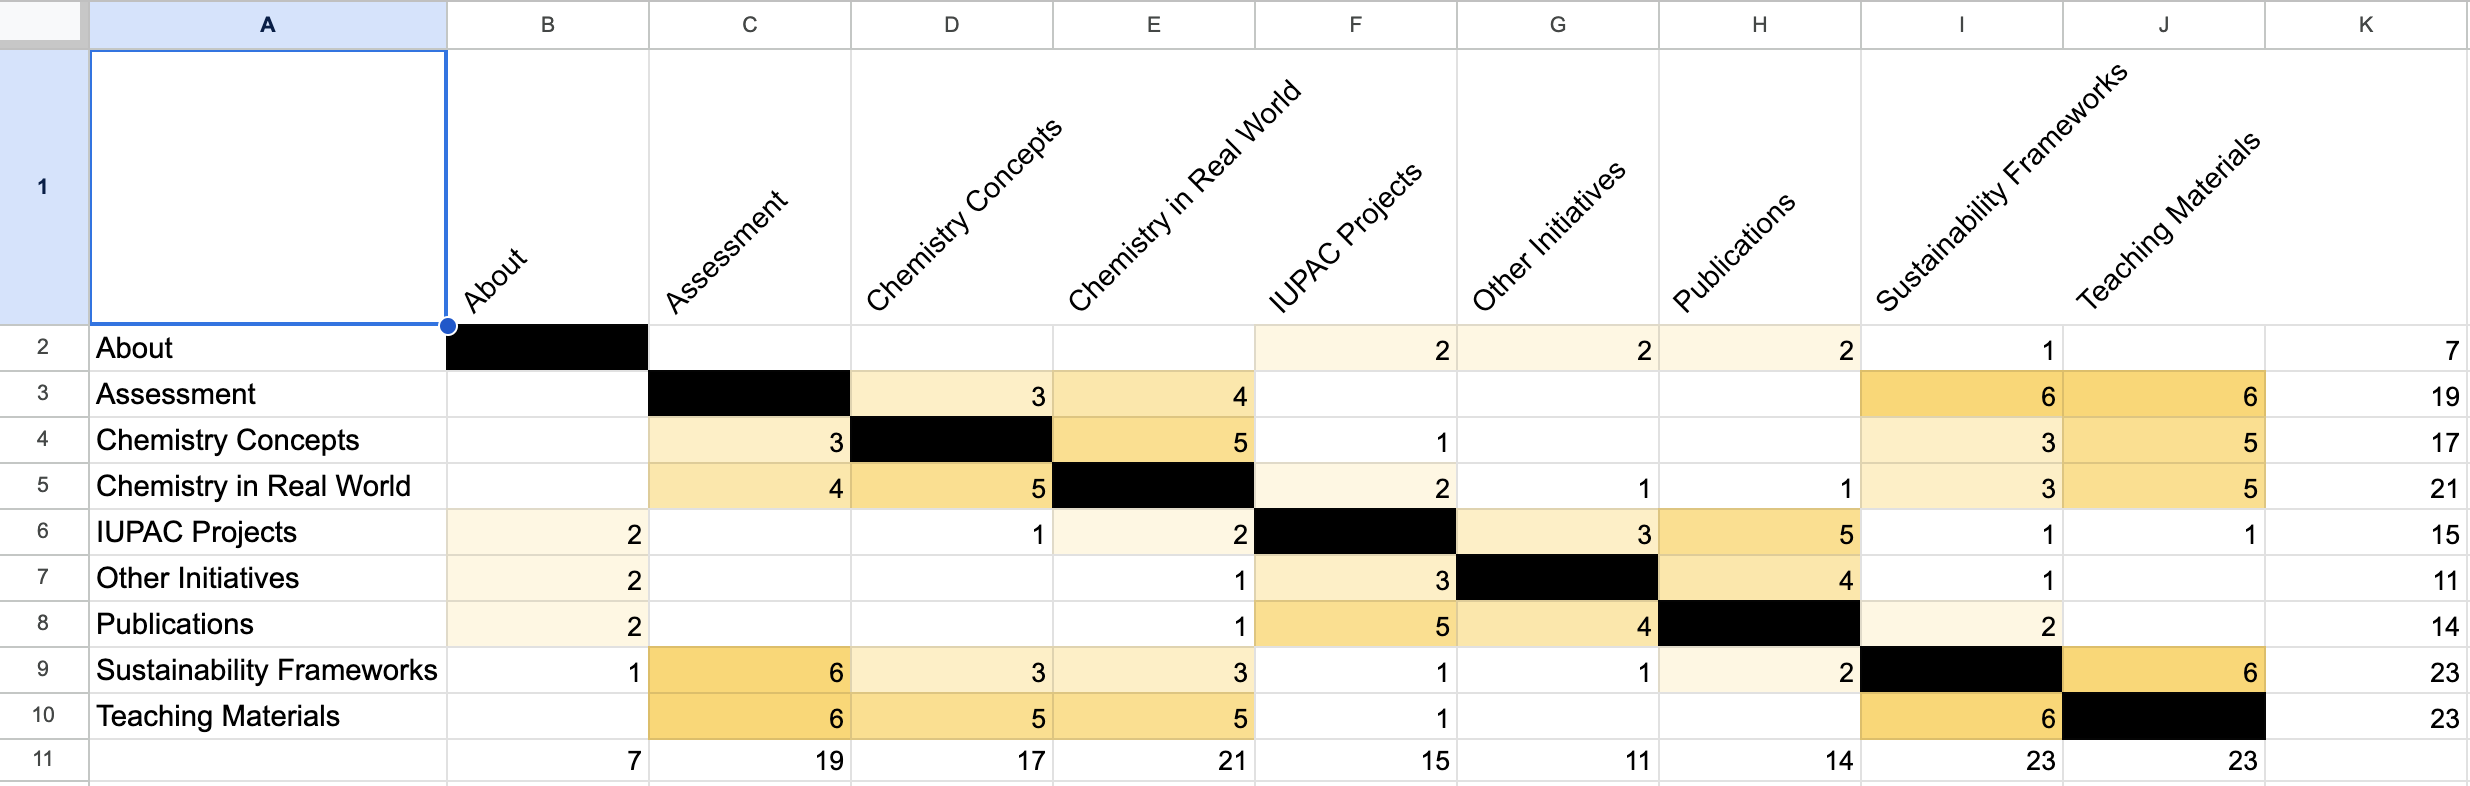 A B C D E F G H I J K
1 About Assessment Chemistry Concepts Chemistry in Real World IUPAC Projects Other Initiatives Publications Sustainability Frameworks Teaching Materials
2 About 2 2 2 1 7
3 Assessment 3 4 6 6 19
4 Chemistry Concepts 3 5 1 3 5 17
5 Chemistry in Real World 4 5 2 1 1 3 5 21
6 IUPAC Projects 2 1 2 3 5 1 1 15
7 Other Initiatives 2 1 3 4 1 11
8 Publications 2 1 5 4 2 14
9 Sustainability Frameworks 1 6 3 3 1 1 2 6 23
10 Teaching Materials 6 5 5 1 6 23
11 7 19 17 21 15 11 14 23 23